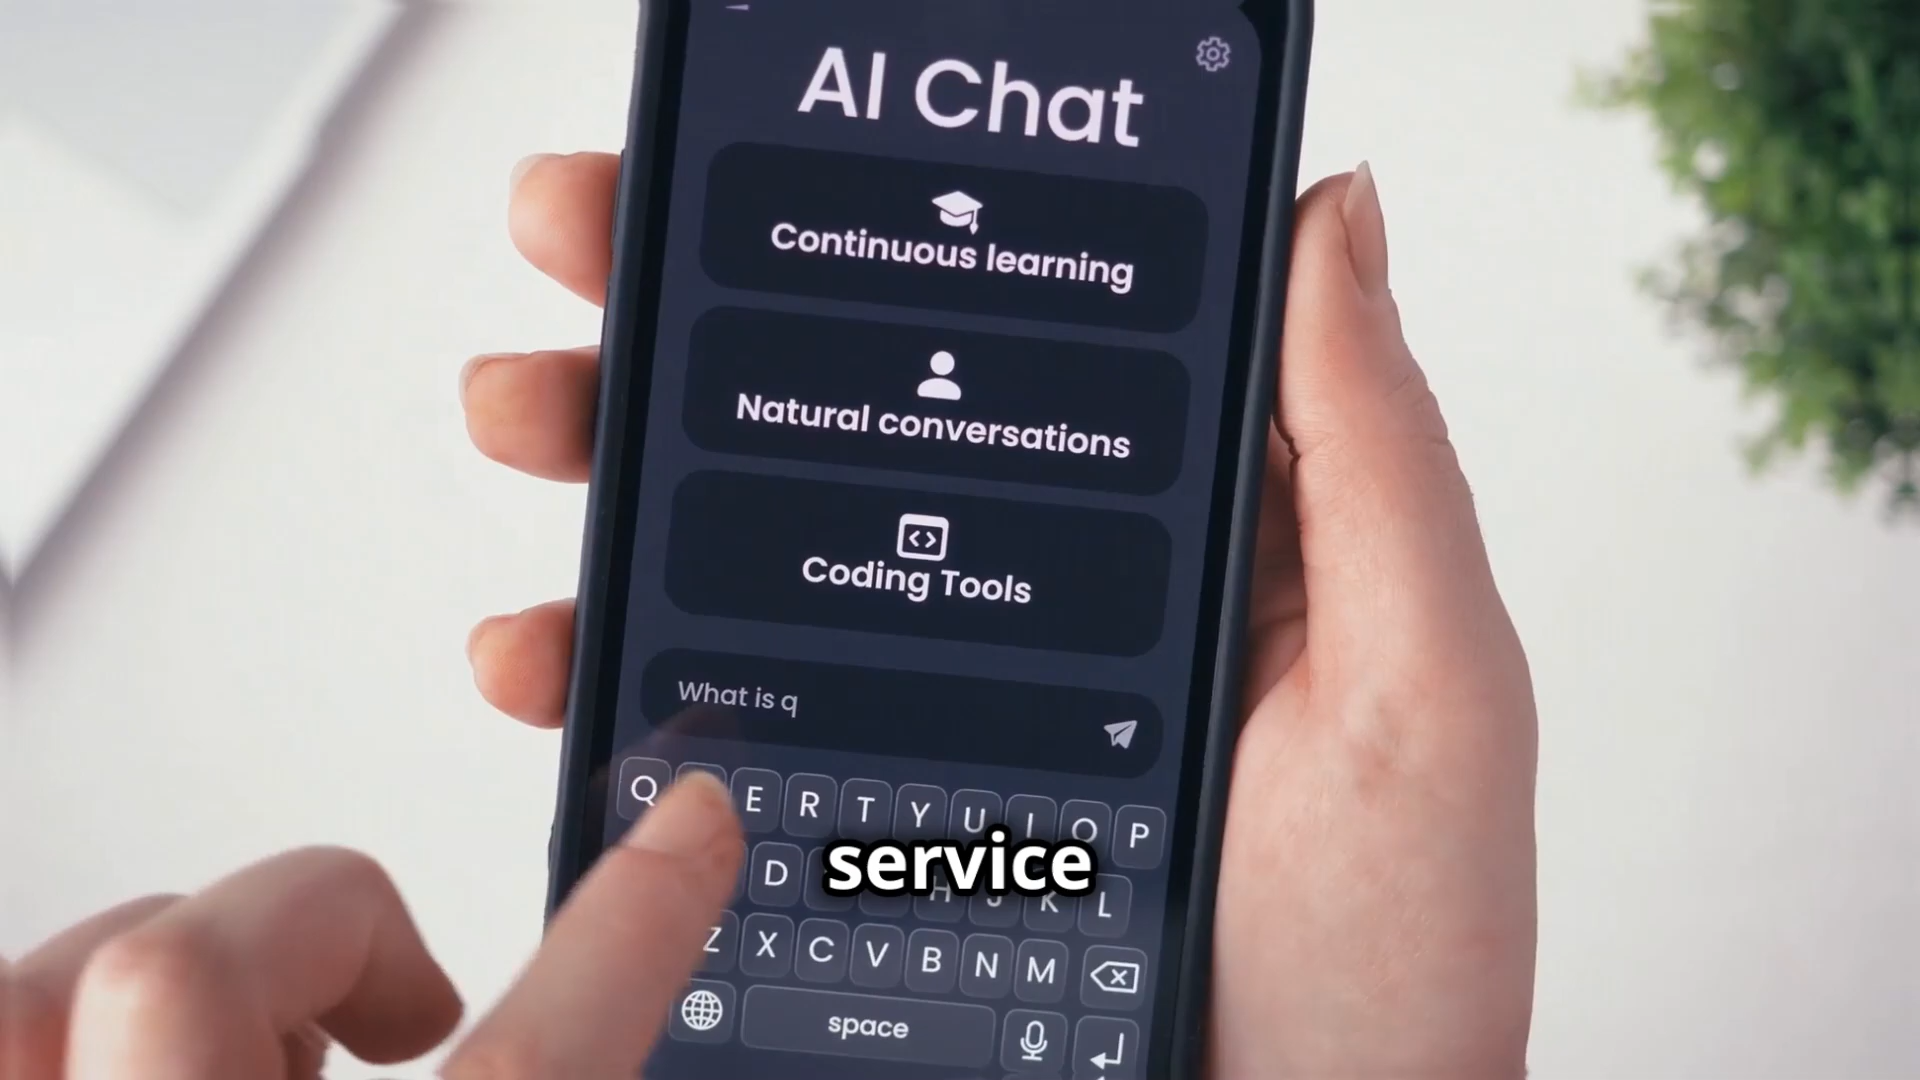 AI Chat
Continuous learning
Natural conversations
Coding Tools
What is q
Q E R T Y U I O P
D H J K L
service
Z X C V B N M
space